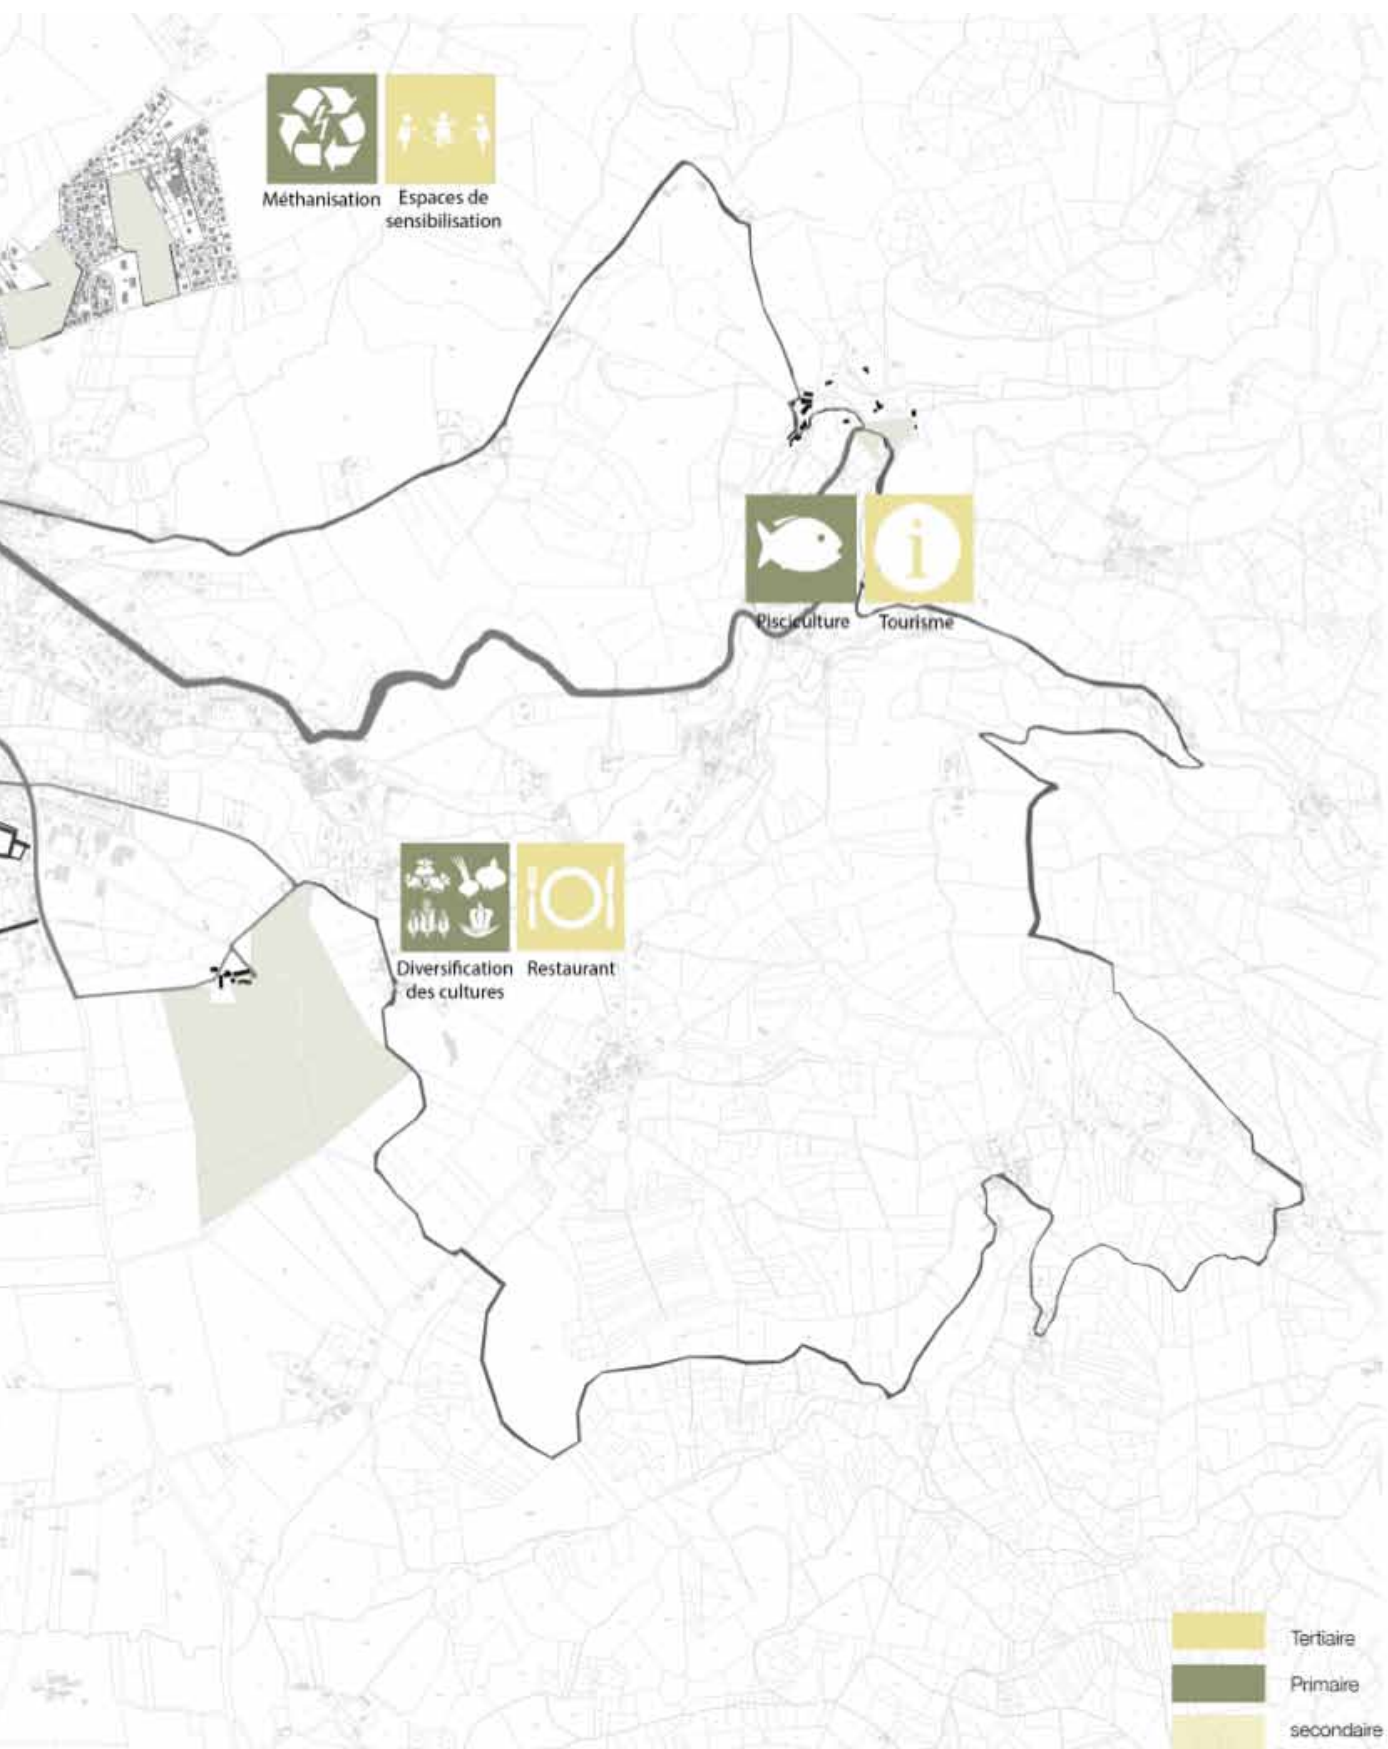 Méthanisation
Espaces de
sensibilisation
Pisciculture
Tourisme
Diversification
des cultures
Restaurant
Tertiaire
Primaire
secondaire